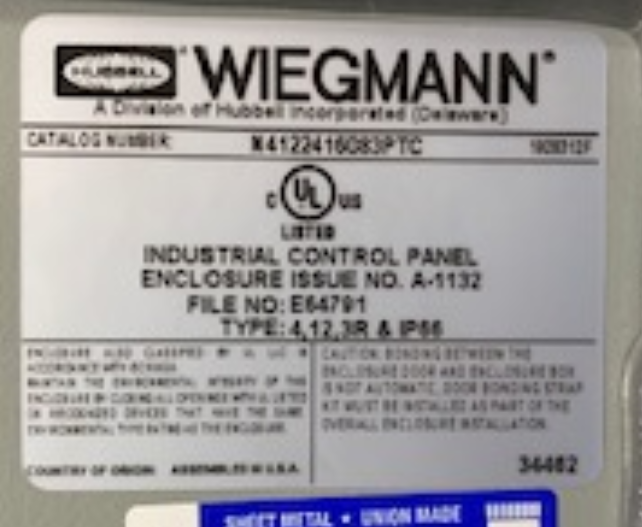 HUBBELL
WIEGMANN
A Division of Hubbell Incorporated (Delaware)
CATALOG NUMBER: N4122416083PTC
C UL US
LISTED
INDUSTRIAL CONTROL PANEL
ENCLOSURE ISSUE NO. A-1132
FILE NO: E64791
TYPE: 4,12,3R & IP66
ENCLOSURE ALSO CLASSIFIED BY UL LLC IN
ACCORDANCE WITH
MAINTAIN THE ENVIRONMENTAL INTEGRITY OF THE
ENCLOSURE BY CLOSING ALL OPENINGS WITH UL LISTED
OR RECOGNIZED DEVICES THAT HAVE THE SAME
ENVIRONMENTAL TYPE RATING AS THE ENCLOSURE.
COUNTRY OF ORIGIN: ASSEMBLED IN U.S.A.
CAUTION: BONDING BETWEEN THE
ENCLOSURE DOOR AND ENCLOSURE BOX
IS NOT AUTOMATIC, DOOR BONDING STRAP
KIT MUST BE INSTALLED AS PART OF THE
OVERALL ENCLOSURE INSTALLATION.
34462
SHEET METAL ★ UNION MADE